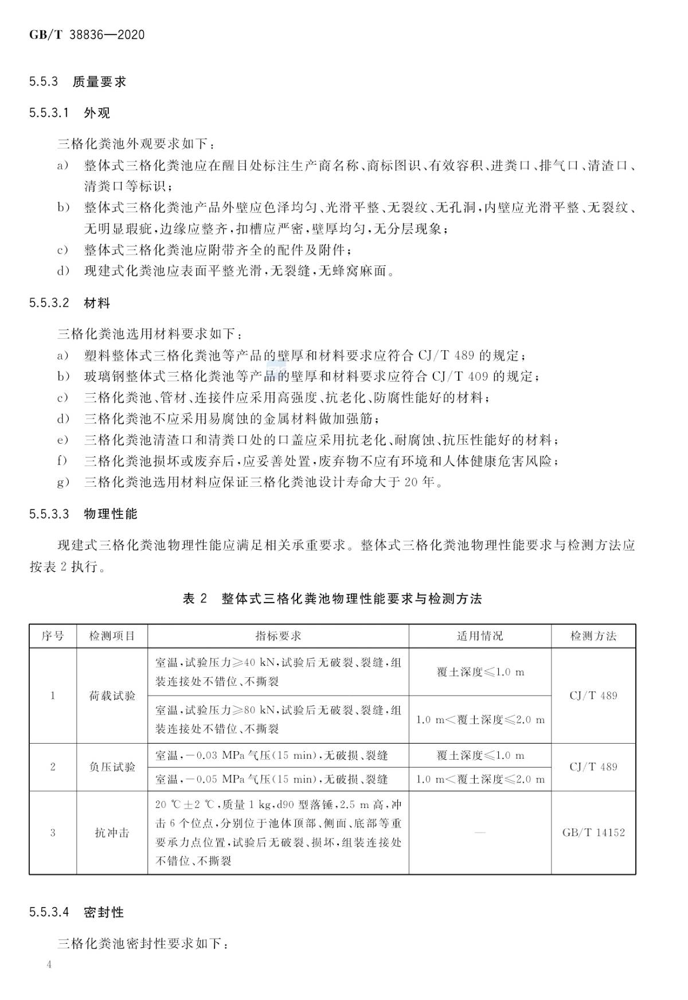 GB/T 38836—2020
5.5.3 质量要求
5.5.3.1 外观
三格化粪池外观要求如下:
a) 整体式三格化粪池应在醒目处标注生产商名称、商标图识、有效容积、进粪口、排气口、清渣口、
清粪口等标识;
b) 整体式三格化粪池产品外壁应色泽均匀、光滑平整、无裂纹、无孔洞,内壁应光滑平整、无裂纹、
无明显瑕疵,边缘应整齐,扣槽应严密,壁厚均匀,无分层现象;
c) 整体式三格化粪池应附带齐全的配件及附件;
d) 现建式化粪池应表面平整光滑,无裂缝,无蜂窝麻面。
5.5.3.2 材料
三格化粪池选用材料要求如下:
a) 塑料整体式三格化粪池等产品的壁厚和材料要求应符合 CJ/T 489 的规定;
b) 玻璃钢整体式三格化粪池等产品的壁厚和材料要求应符合 CJ/T 409 的规定;
c) 三格化粪池、管材、连接件应采用高强度、抗老化、防腐性能好的材料;
d) 三格化粪池不应采用易腐蚀的金属材料做加强筋;
e) 三格化粪池清渣口和清粪口处的口盖应采用抗老化、耐腐蚀、抗压性能好的材料;
f) 三格化粪池损坏或废弃后,应妥善处置,废弃物不应有环境和人体健康危害风险;
g) 三格化粪池选用材料应保证三格化粪池设计寿命大于 20 年。
5.5.3.3 物理性能
现建式三格化粪池物理性能应满足相关承重要求。整体式三格化粪池物理性能要求与检测方法应
按表 2 执行。
表 2 整体式三格化粪池物理性能要求与检测方法
序号 检测项目 指标要求 适用情况 检测方法
1 荷载试验 室温,试验压力≥40 kN,试验后无破裂、裂缝,组
装连接处不错位、不撕裂 覆土深度≤1.0 m CJ/T 489
室温,试验压力≥80 kN,试验后无破裂、裂缝,组
装连接处不错位、不撕裂 1.0 m<覆土深度≤2.0 m
2 负压试验 室温,−0.03 MPa 气压(15 min),无破损、裂缝 覆土深度≤1.0 m CJ/T 489
室温,−0.05 MPa 气压(15 min),无破损、裂缝 1.0 m<覆土深度≤2.0 m
3 抗冲击 20 ℃±2 ℃,质量 1 kg,d90 型落锤,2.5 m 高,冲
击 6 个位点,分别位于池体顶部、侧面、底部等重
要承力点位置,试验后无破裂、损坏,组装连接处
不错位、不撕裂 — GB/T 14152
5.5.3.4 密封性
三格化粪池密封性要求如下:
4